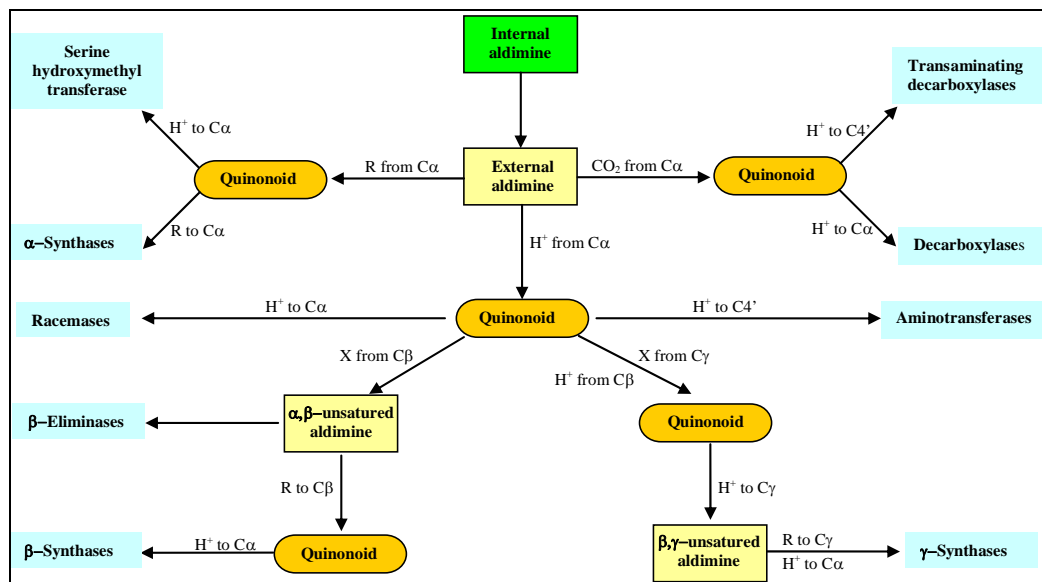 Internal
aldimine
Serine
hydroxymethyl
transferase
Transaminating
decarboxylases
H⁺ to Cα
H⁺ to C4'
Quinonoid
R from Cα
External
aldimine
CO₂ from Cα
Quinonoid
R to Cα
H⁺ to Cα
α–Synthases
H⁺ from Cα
Decarboxylases
Racemases
H⁺ to Cα
Quinonoid
H⁺ to C4'
Aminotransferases
X from Cβ
X from Cγ
H⁺ from Cβ
β–Eliminases
α,β–unsatured
aldimine
Quinonoid
R to Cβ
H⁺ to Cγ
β–Synthases
H⁺ to Cα
Quinonoid
β,γ–unsatured
aldimine
R to Cγ
H⁺ to Cα
γ–Synthases